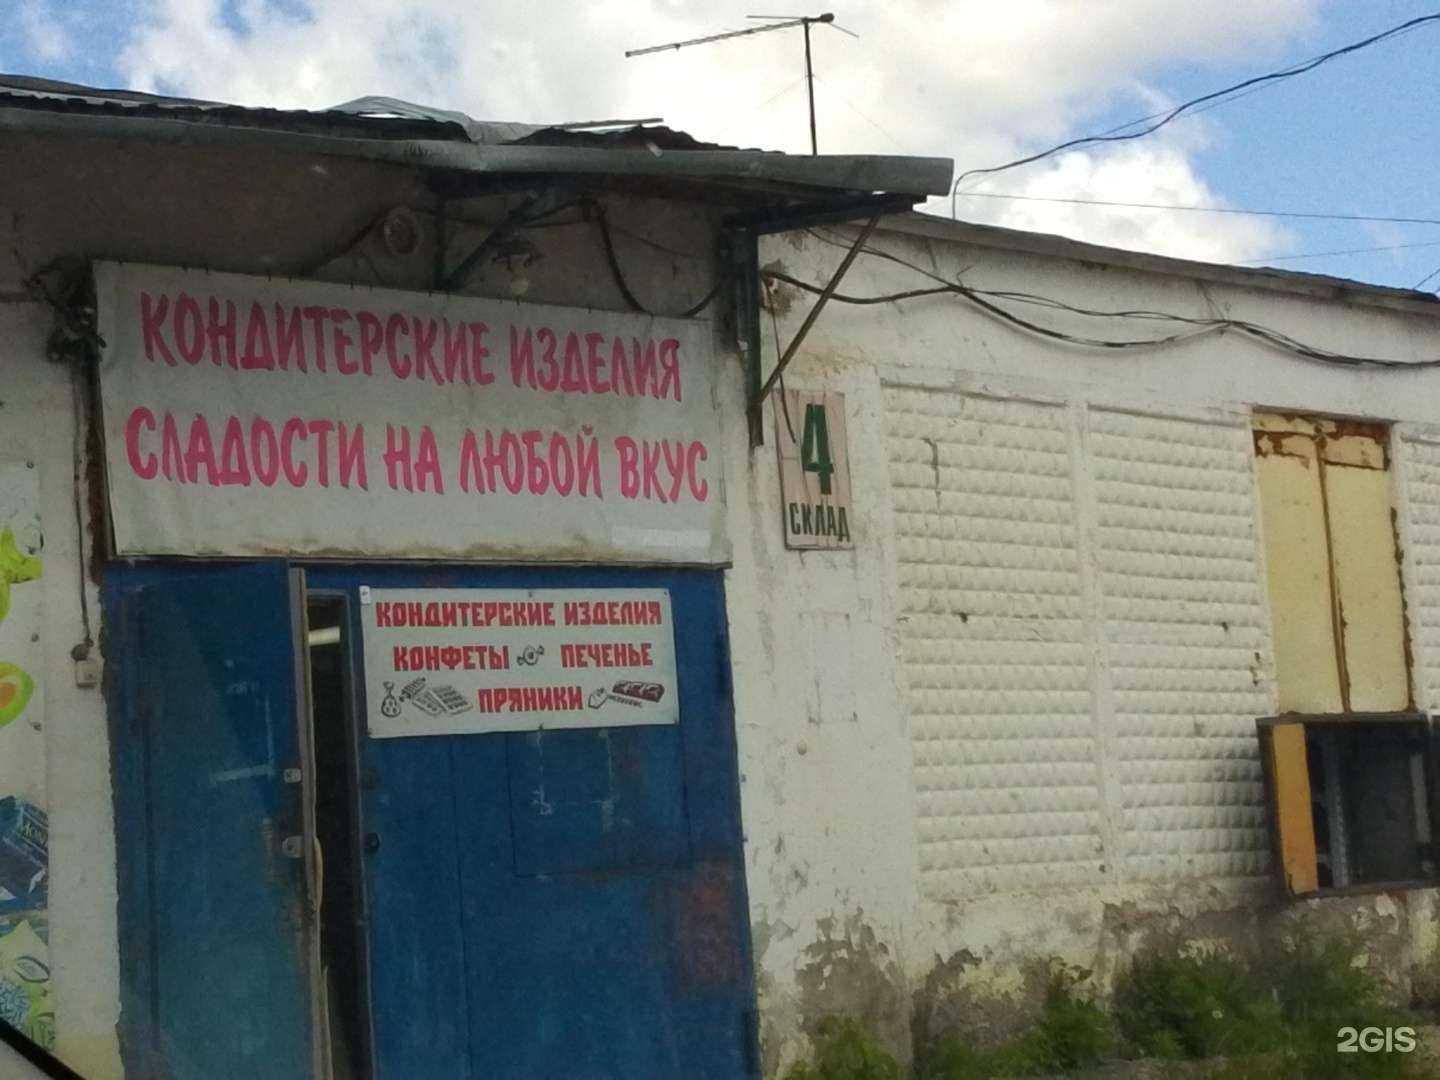 КОНДИТЕРСКИЕ ИЗДЕЛИЯ
СЛАДОСТИ НА ЛЮБОЙ ВКУС
4
СКЛАД
КОНДИТЕРСКИЕ ИЗДЕЛИЯ
КОНФЕТЫ ПЕЧЕНЬЕ
ПРЯНИКИ
2GIS